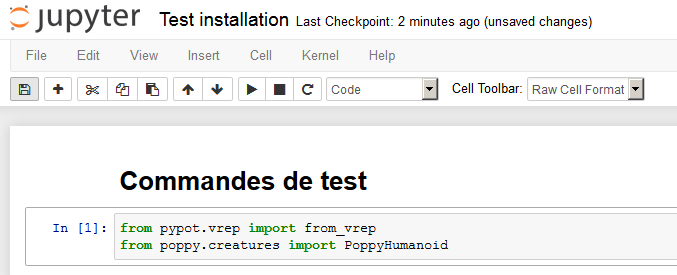 jupyter Test installation Last Checkpoint: 2 minutes ago (unsaved changes)
File Edit View Insert Cell Kernel Help
Code Cell Toolbar: Raw Cell Format
Commandes de test
In [1]: from pypot.vrep import from_vrep
from poppy.creatures import PoppyHumanoid